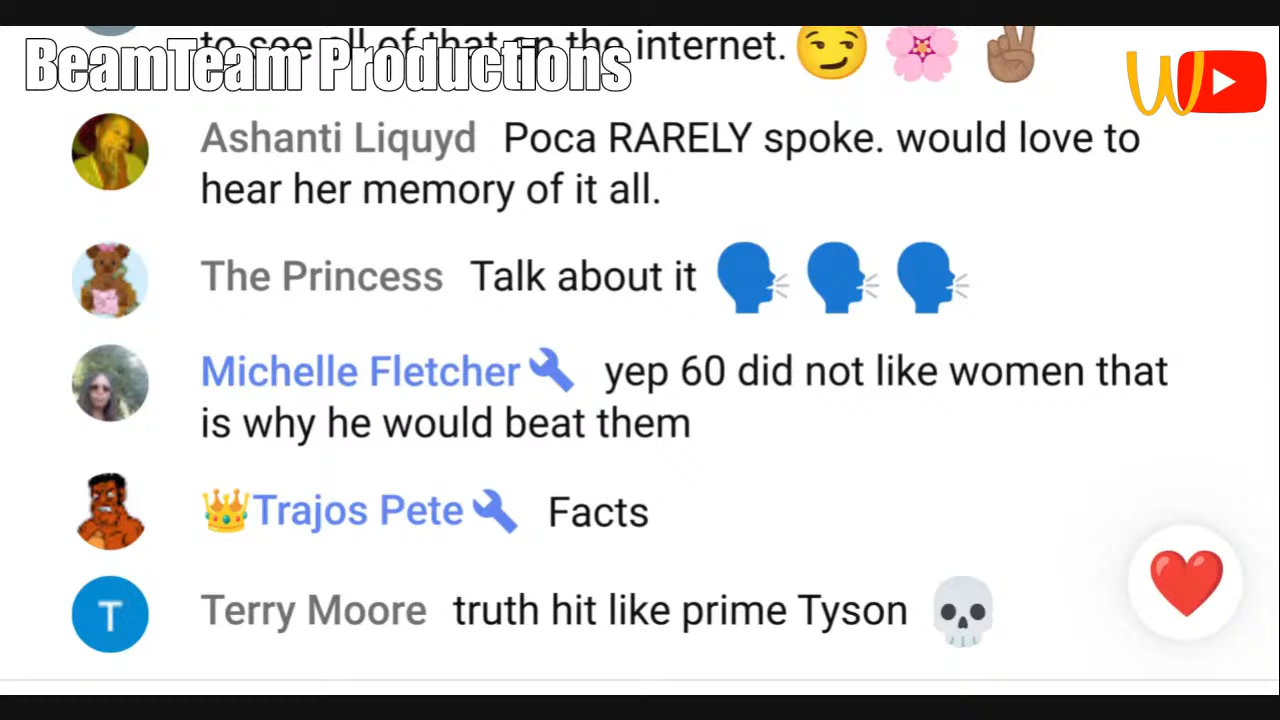 to see all of that in the internet.😏 🌸 ✌🏽
BeamTeam Productions
W
Ashanti Liquyd Poca RARELY spoke. would love to
hear her memory of it all.
The Princess Talk about it 🗣 🗣 🗣
Michelle Fletcher🔧 yep 60 did not like women that
is why he would beat them
👑Trajos Pete🔧 Facts
T
Terry Moore truth hit like prime Tyson 💀